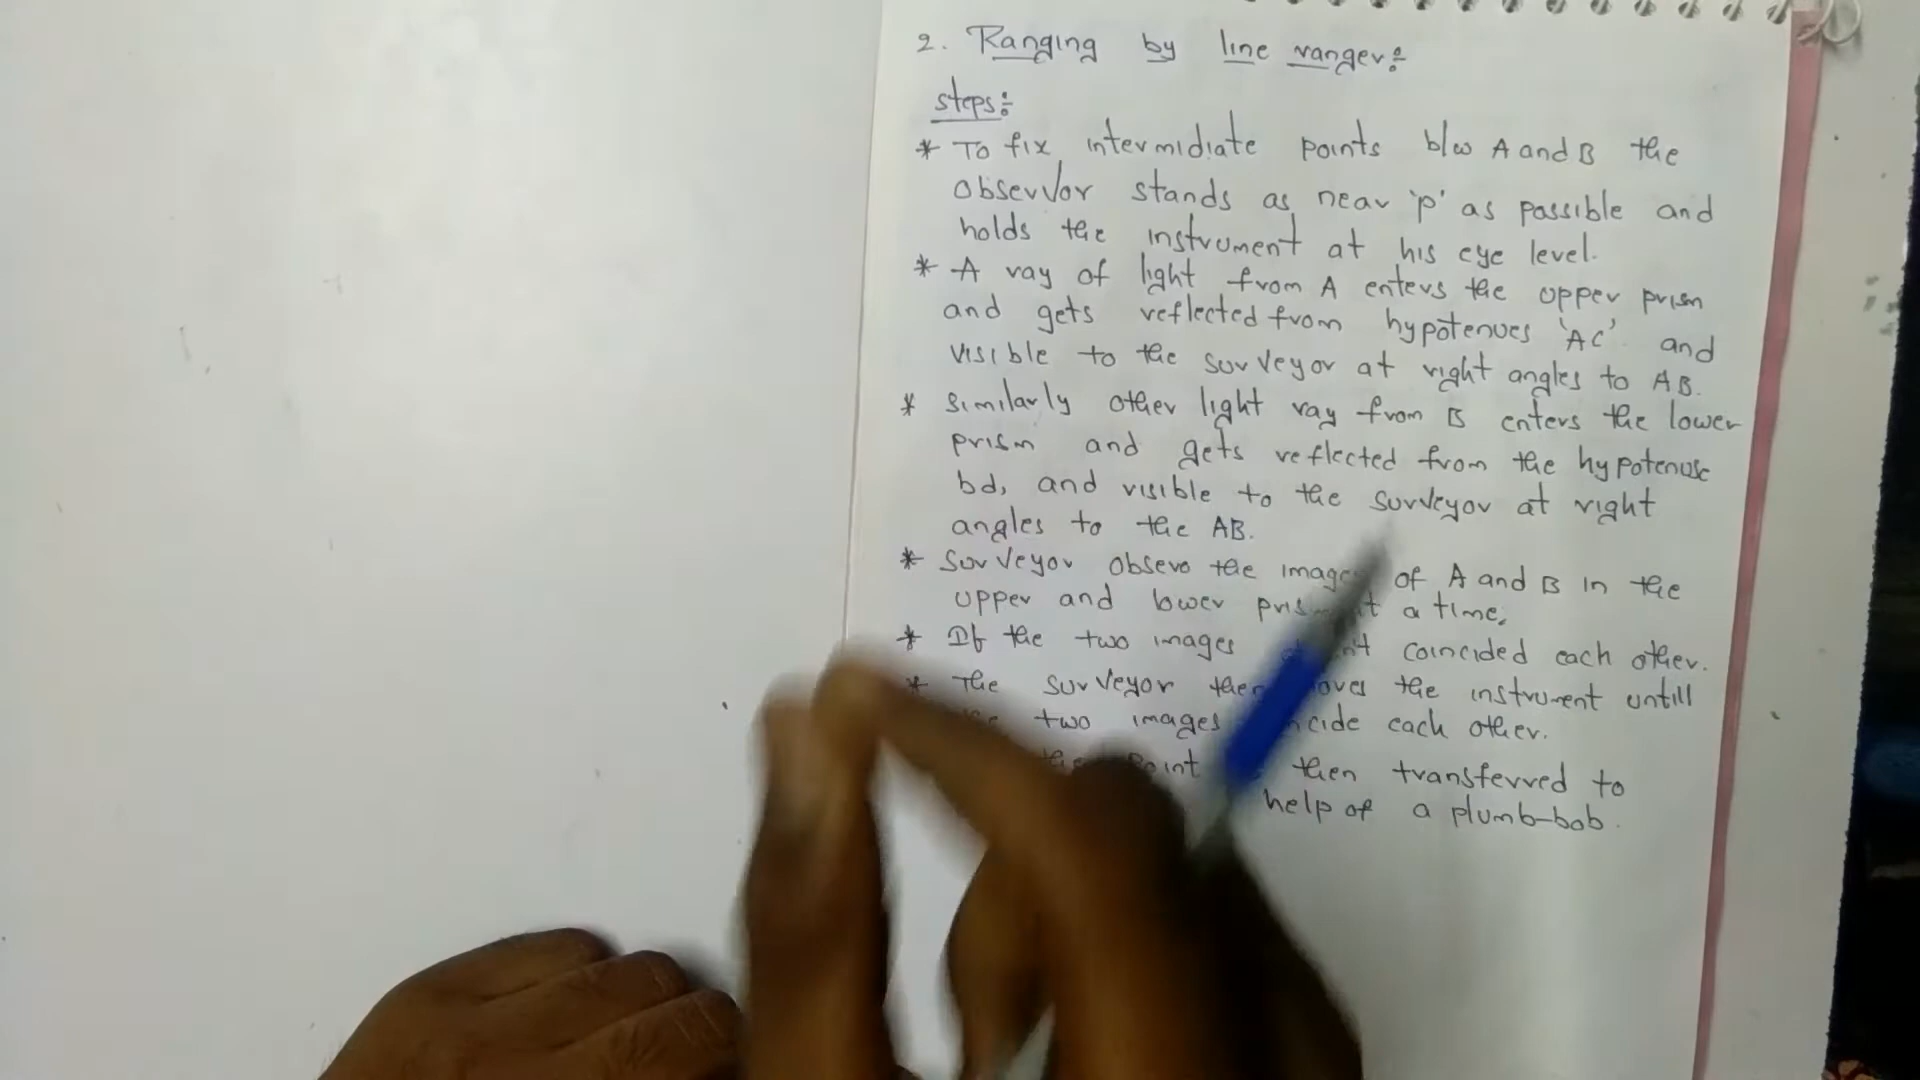 2. Ranging by line ranger:
steps:
* To fix intermidiate points b/w A and B the
observor stands as near 'p' as possible and
holds the instrument at his eye level.
* A ray of light from A enters the upper prism
and gets reflected from hypotenues 'AC' and
visible to the surveyor at right angles to AB.
* Similarly other light ray from B enters the lower
prism and gets reflected from the hypotenuse
bd, and visible to the surveyor at right
angles to the AB.
* Surveyor observe the images of A and B in the
upper and lower at a time.
* If the two images coincided each other.
* The surveyor then the instrument untill
two images each other.
the point then transferred to
help of a plumb-bob.